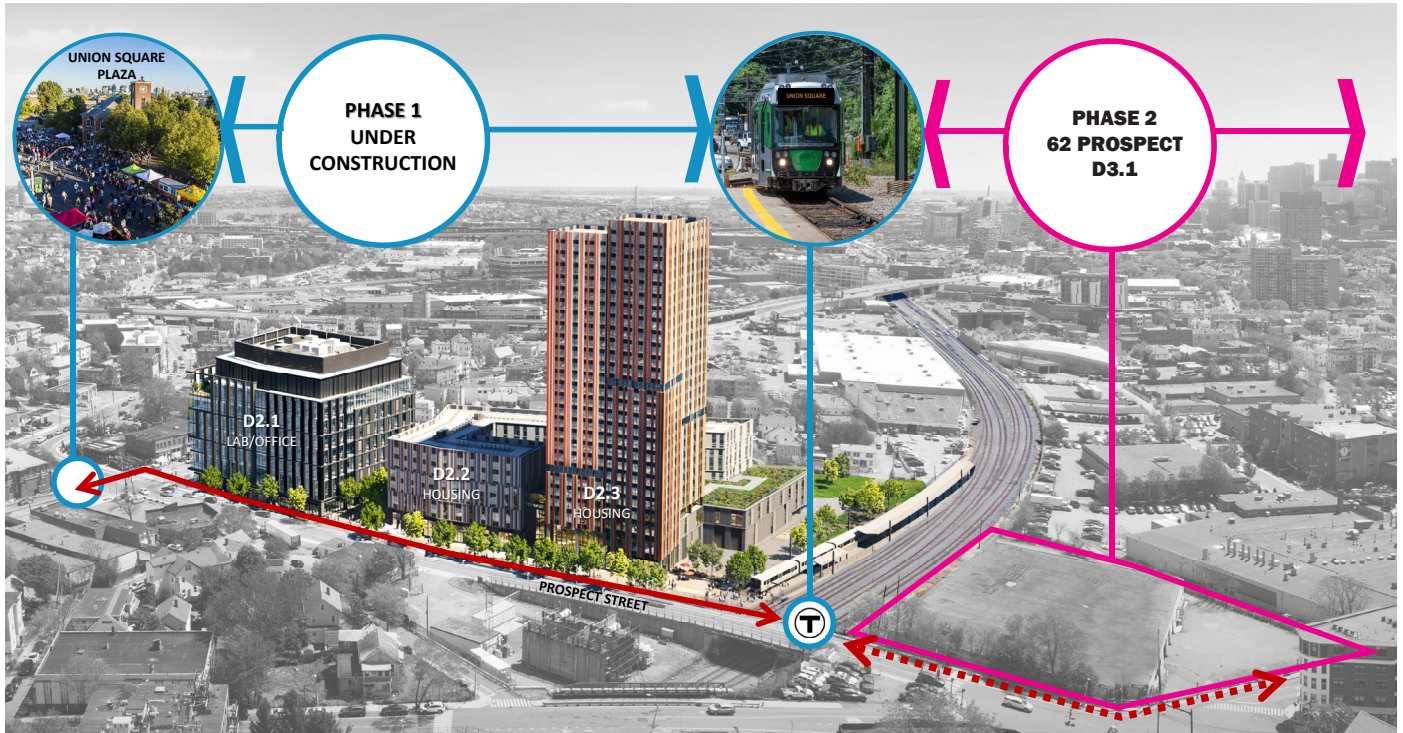 UNION SQUARE
PLAZA
PHASE 1
UNDER
CONSTRUCTION
UNION SQUARE
PHASE 2
62 PROSPECT
D3.1
D2.1
LAB/OFFICE
D2.2
HOUSING
D2.3
HOUSING
PROSPECT STREET
T